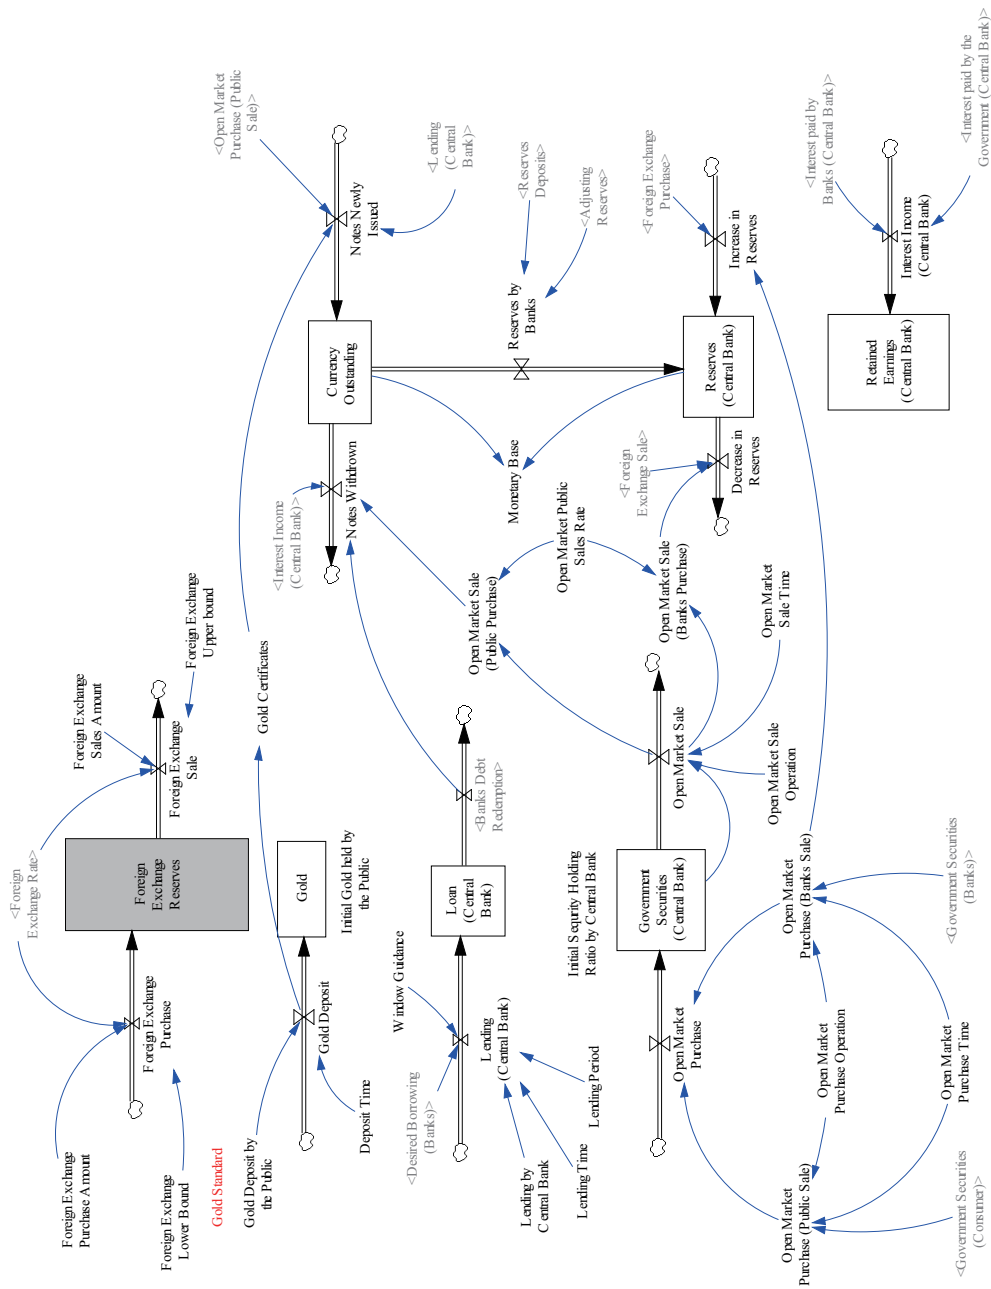 Foreign Exchange
Purchase Amount
Foreign Exchange
Lower Bound
<Foreign
Exchange Rate>
Foreign Exchange
Purchase
Foreign
Exchange
Reserves
Foreign Exchange
Sales Amount
Foreign Exchange
Sale
Foreign Exchange
Upper bound
Gold Standard
Gold Deposit by
the Public
Deposit Time
Gold Deposit
Gold
Initial Gold held by
the Public
Gold Certificates
<Interest Income
(Central Bank)>
Notes Withdrown
Currency
Outstanding
Notes Newly
Issued
<Open Market
Purchase (Public
Sale)>
<Lending
(Central
Bank)>
<Desired Borrowing
(Banks)>
Window Guidance
Lending
(Central Bank)
Lending by
Central Bank
Lending Time
Lending Period
Loan
(Central
Bank)
<Banks Debt
Redemption>
Open Market Sale
(Public Purchase)
Open Market Public
Sales Rate
Monetary Base
Reserves by
Banks
<Reserves
Deposits>
<Adjusting
Reserves>
Initial Sequrity Holding
Ratio by Central Bank
Open Market
Purchase
Government
Securities
(Central Bank)
Open Market Sale
Open Market Sale
(Banks Purchase)
Open Market
Sale Time
Open Market Sale
Operation
<Foreign
Exchange Sale>
Decrease in
Reserves
Reserves
(Central Bank)
Increase in
Reserves
<Foreign Exchange
Purchase>
Open Market
Purchase (Public Sale)
Open Market
Purchase Operation
Open Market
Purchase (Banks Sale)
Open Market
Purchase Time
<Government Securities
(Consumer)>
<Government Securities
(Banks)>
Retained
Earnings
(Central Bank)
Interest Income
(Central Bank)
<Interest paid by
Banks (Central Bank)>
<Interest paid by the
Government (Central Bank)>